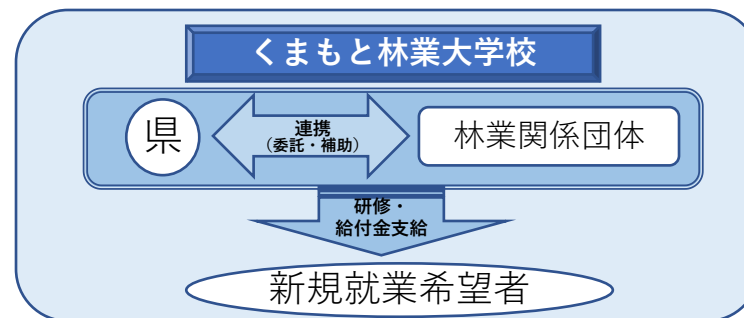 くまもと林業大学校
県
連携
(委託・補助)
林業関係団体
研修・
給付金支給
新規就業希望者